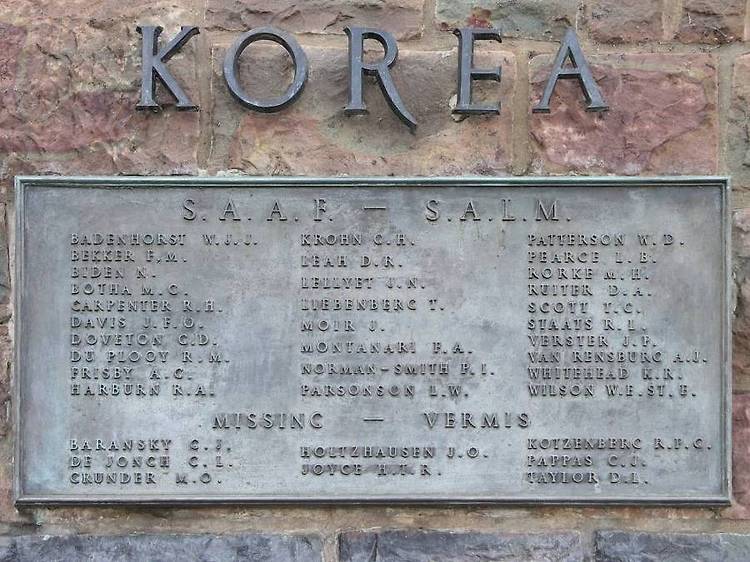 KOREA
S.A.A.F. — S.A.L.M.
BADENHORST W.J.J.
BEKKER F.M.
BIDEN N.
BOTHA M.C.
CARPENTER R.H.
DAVIS J.F.O.
DOVETON G.D.
DU PLOOY R.M.
FRISBY A.G.
HARBURN R.A.
KROHN G.H.
LEAH D.R.
LELLYET J.N.
LIEBENBERG T.
MOIR J.
MONTANARI F.A.
NORMAN-SMITH P.I.
PARSONSON L.W.
PATTERSON W.D.
PEARCE L.B.
RORKE M.H.
RUITER D.A.
SCOTT T.C.
STAATS R.L.
VERSTER J.F.
VAN RENSBURG A.J.
WHITEHEAD K.R.
WILSON W.E.ST.E.
MISSING — VERMIS
BARANSKY C.J.
DE JONGH C.L.
GRUNDER M.O.
HOLTZHAUSEN J.O.
JOYCE H.T.R.
KOTZENBERG R.P.C.
PAPPAS C.J.
TAYLOR D.L.